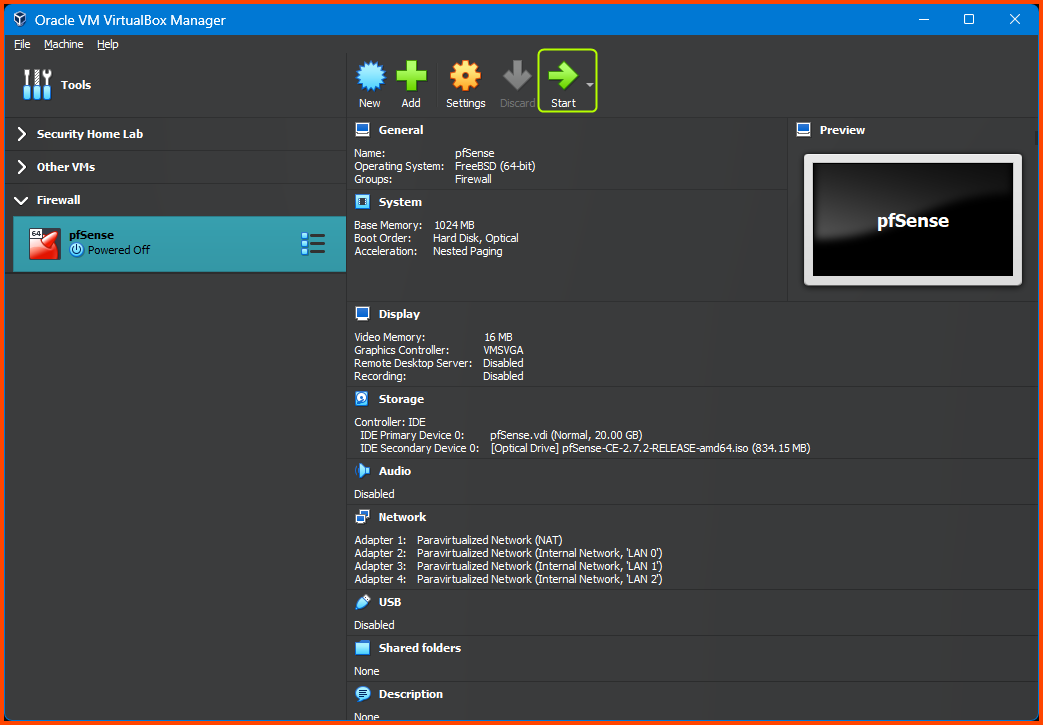 Oracle VM VirtualBox Manager
File Machine Help
Tools
New Add Settings Discard Start
Security Home Lab
Other VMs
Firewall
64
pfSense
Powered Off
General
Name: pfSense
Operating System: FreeBSD (64-bit)
Groups: Firewall
Preview
pfSense
System
Base Memory: 1024 MB
Boot Order: Hard Disk, Optical
Acceleration: Nested Paging
Display
Video Memory: 16 MB
Graphics Controller: VMSVGA
Remote Desktop Server: Disabled
Recording: Disabled
Storage
Controller: IDE
IDE Primary Device 0: pfSense.vdi (Normal, 20.00 GB)
IDE Secondary Device 0: [Optical Drive] pfSense-CE-2.7.2-RELEASE-amd64.iso (834.15 MB)
Audio
Disabled
Network
Adapter 1: Paravirtualized Network (NAT)
Adapter 2: Paravirtualized Network (Internal Network, 'LAN 0')
Adapter 3: Paravirtualized Network (Internal Network, 'LAN 1')
Adapter 4: Paravirtualized Network (Internal Network, 'LAN 2')
USB
Disabled
Shared folders
None
Description
None